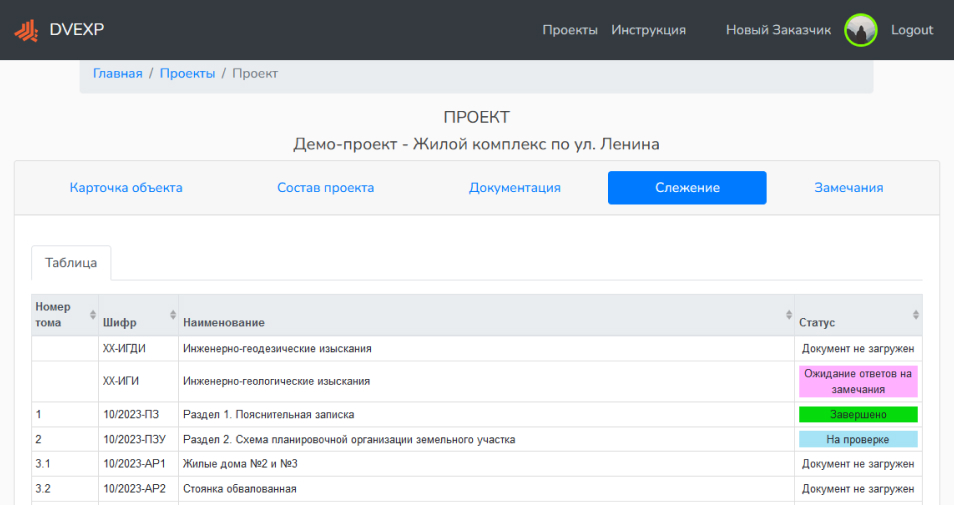 DVEXP
Проекты Инструкция Новый Заказчик Logout
Главная / Проекты / Проект
ПРОЕКТ
Демо-проект - Жилой комплекс по ул. Ленина
Карточка объекта Состав проекта Документация Слежение Замечания
Таблица
Номер тома Шифр Наименование Статус
ХХ-ИГДИ Инженерно-геодезические изыскания Документ не загружен
ХХ-ИГИ Инженерно-геологические изыскания Ожидание ответов на замечания
1 10/2023-ПЗ Раздел 1. Пояснительная записка Завершено
2 10/2023-ПЗУ Раздел 2. Схема планировочной организации земельного участка На проверке
3.1 10/2023-АР1 Жилые дома №2 и №3 Документ не загружен
3.2 10/2023-АР2 Стоянка обвалованная Документ не загружен